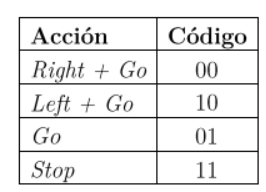 Acción Código
Right + Go 00
Left + Go 10
Go 01
Stop 11